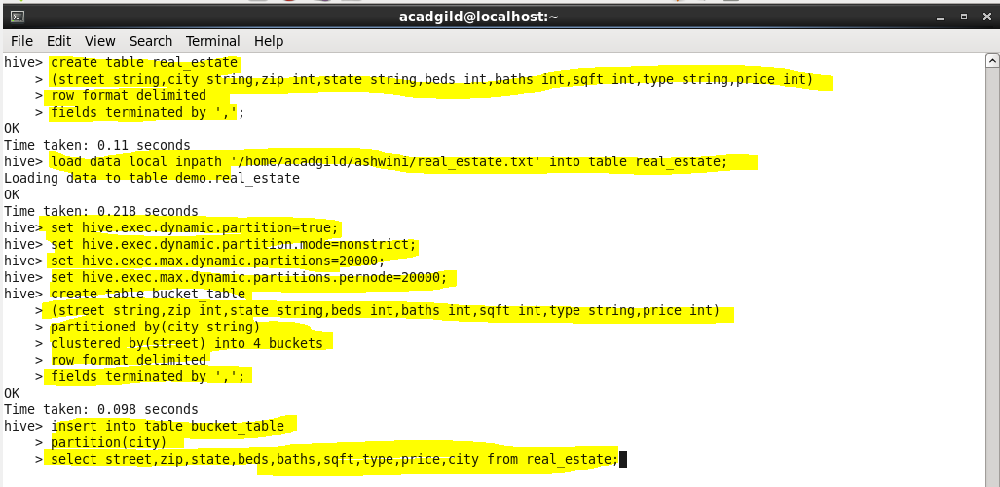 acadgild@localhost:~
File Edit View Search Terminal Help
hive> create table real_estate
    > (street string,city string,zip int,state string,beds int,baths int,sqft int,type string,price int)
    > row format delimited
    > fields terminated by ',';
OK
Time taken: 0.11 seconds
hive> load data local inpath '/home/acadgild/ashwini/real_estate.txt' into table real_estate;
Loading data to table demo.real_estate
OK
Time taken: 0.218 seconds
hive> set hive.exec.dynamic.partition=true;
hive> set hive.exec.dynamic.partition.mode=nonstrict;
hive> set hive.exec.max.dynamic.partitions=20000;
hive> set hive.exec.max.dynamic.partitions.pernode=20000;
hive> create table bucket_table
    > (street string,zip int,state string,beds int,baths int,sqft int,type string,price int)
    > partitioned by(city string)
    > clustered by(street) into 4 buckets
    > row format delimited
    > fields terminated by ',';
OK
Time taken: 0.098 seconds
hive> insert into table bucket_table
    > partition(city)
    > select street,zip,state,beds,baths,sqft,type,price,city from real_estate;